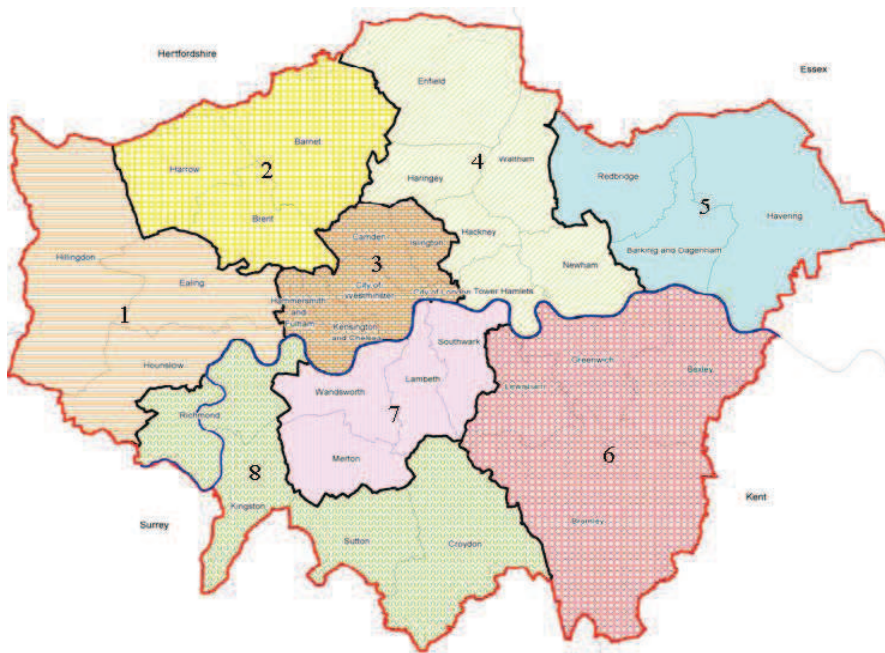 Hertfordshire
Enfield
Essex
Barnet
Harrow
2
Waltham
4
Haringey
Redbridge
5
Havering
Brent
Camden
Islington
Hackney
Barkinig and Dagenham
Hillingdon
3
Newham
Ealing
City of
Westminster
City of London
Tower Hamlets
Hammersmith
and
Fulham
1
Kensington
and Chelsea
Southwark
Hounslow
Greenwich
Bexley
Wandsworth
Lambeth
Lewisham
Richmond
7
Merton
6
8
Kingston
Kent
Surrey
Bromley
Sutton
Croydon